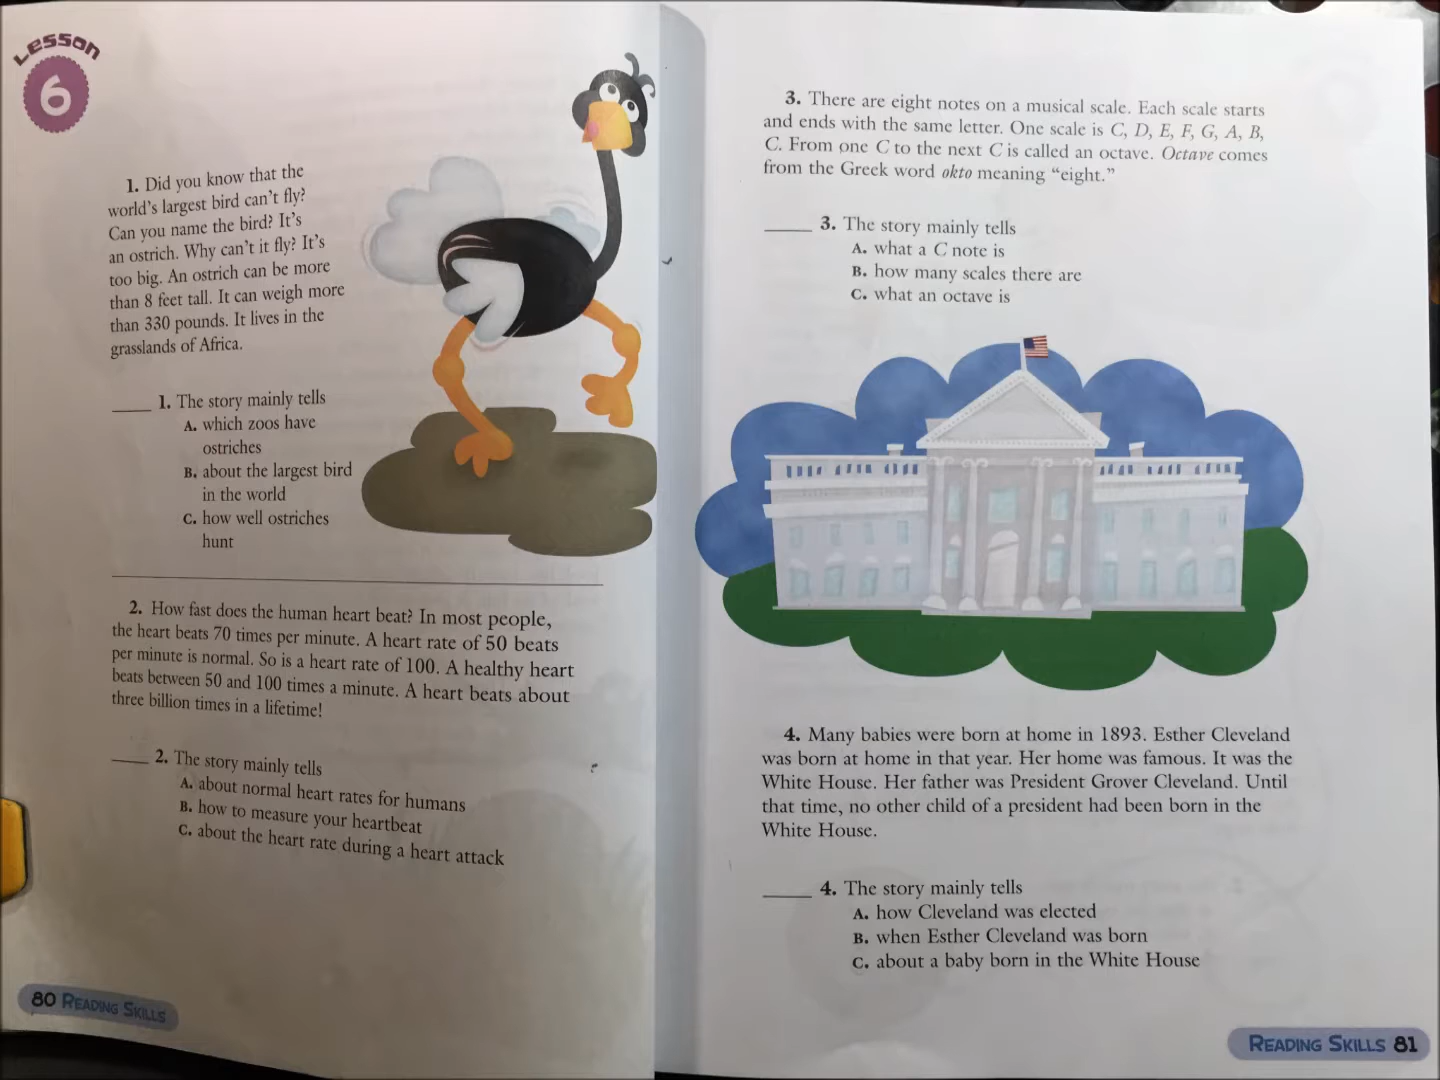 Lesson
6
1. Did you know that the
world's largest bird can't fly?
Can you name the bird? It's
an ostrich. Why can't it fly? It's
too big. An ostrich can be more
than 8 feet tall. It can weigh more
than 330 pounds. It lives in the
grasslands of Africa.
____ 1. The story mainly tells
A. which zoos have
ostriches
B. about the largest bird
in the world
C. how well ostriches
hunt
2. How fast does the human heart beat? In most people,
the heart beats 70 times per minute. A heart rate of 50 beats
per minute is normal. So is a heart rate of 100. A healthy heart
beats between 50 and 100 times a minute. A heart beats about
three billion times in a lifetime!
____ 2. The story mainly tells
A. about normal heart rates for humans
B. how to measure your heartbeat
C. about the heart rate during a heart attack
80 Reading Skills
3. There are eight notes on a musical scale. Each scale starts
and ends with the same letter. One scale is C, D, E, F, G, A, B,
C. From one C to the next C is called an octave. Octave comes
from the Greek word okto meaning "eight."
____ 3. The story mainly tells
A. what a C note is
B. how many scales there are
C. what an octave is
4. Many babies were born at home in 1893. Esther Cleveland
was born at home in that year. Her home was famous. It was the
White House. Her father was President Grover Cleveland. Until
that time, no other child of a president had been born in the
White House.
____ 4. The story mainly tells
A. how Cleveland was elected
B. when Esther Cleveland was born
C. about a baby born in the White House
Reading Skills 81